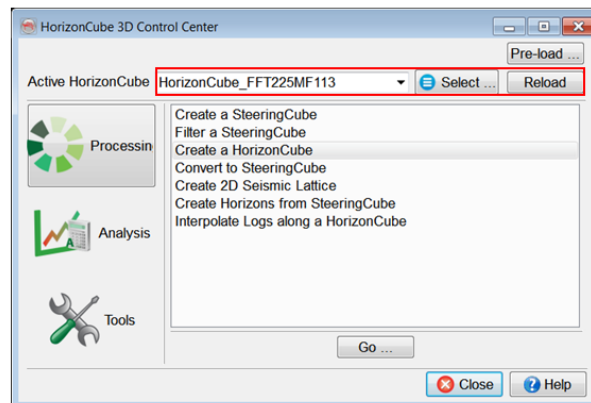 HorizonCube 3D Control Center
Pre-load ...
Active HorizonCube HorizonCube_FFT225MF113 Select ... Reload
Processin
Analysis
Tools
Create a SteeringCube
Filter a SteeringCube
Create a HorizonCube
Convert to SteeringCube
Create 2D Seismic Lattice
Create Horizons from SteeringCube
Interpolate Logs along a HorizonCube
Go ...
Close Help